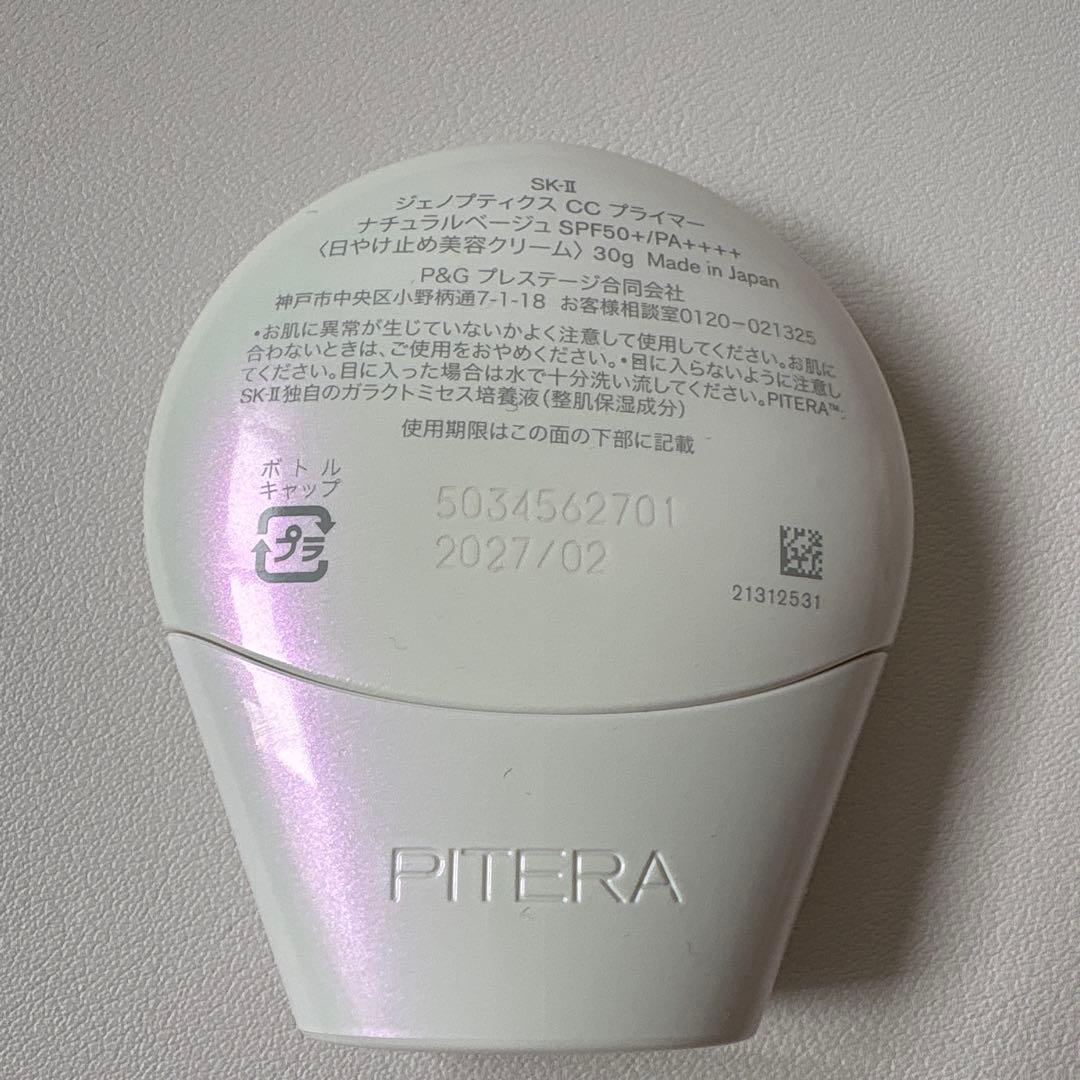 SK-II
ジェノプティクス CC プライマー
ナチュラルベージュ SPF50+/PA++++
〈日やけ止め美容クリーム〉 30g Made in Japan
P&G プレステージ合同会社
神戸市中央区小野柄通7-1-18 お客様相談室0120-021325
・お肌に異常が生じていないかよく注意して使用してください。お肌に
合わないときは、ご使用をおやめください。・目に入らないように注意し
てください。目に入った場合は水で十分洗い流してください。PITERA™:
SK-II独自のガラクトミセス培養液(整肌保湿成分)
使用期限はこの面の下部に記載
ボトル
キャップ
プラ
5034562701
2027/02
21312531
PITERA